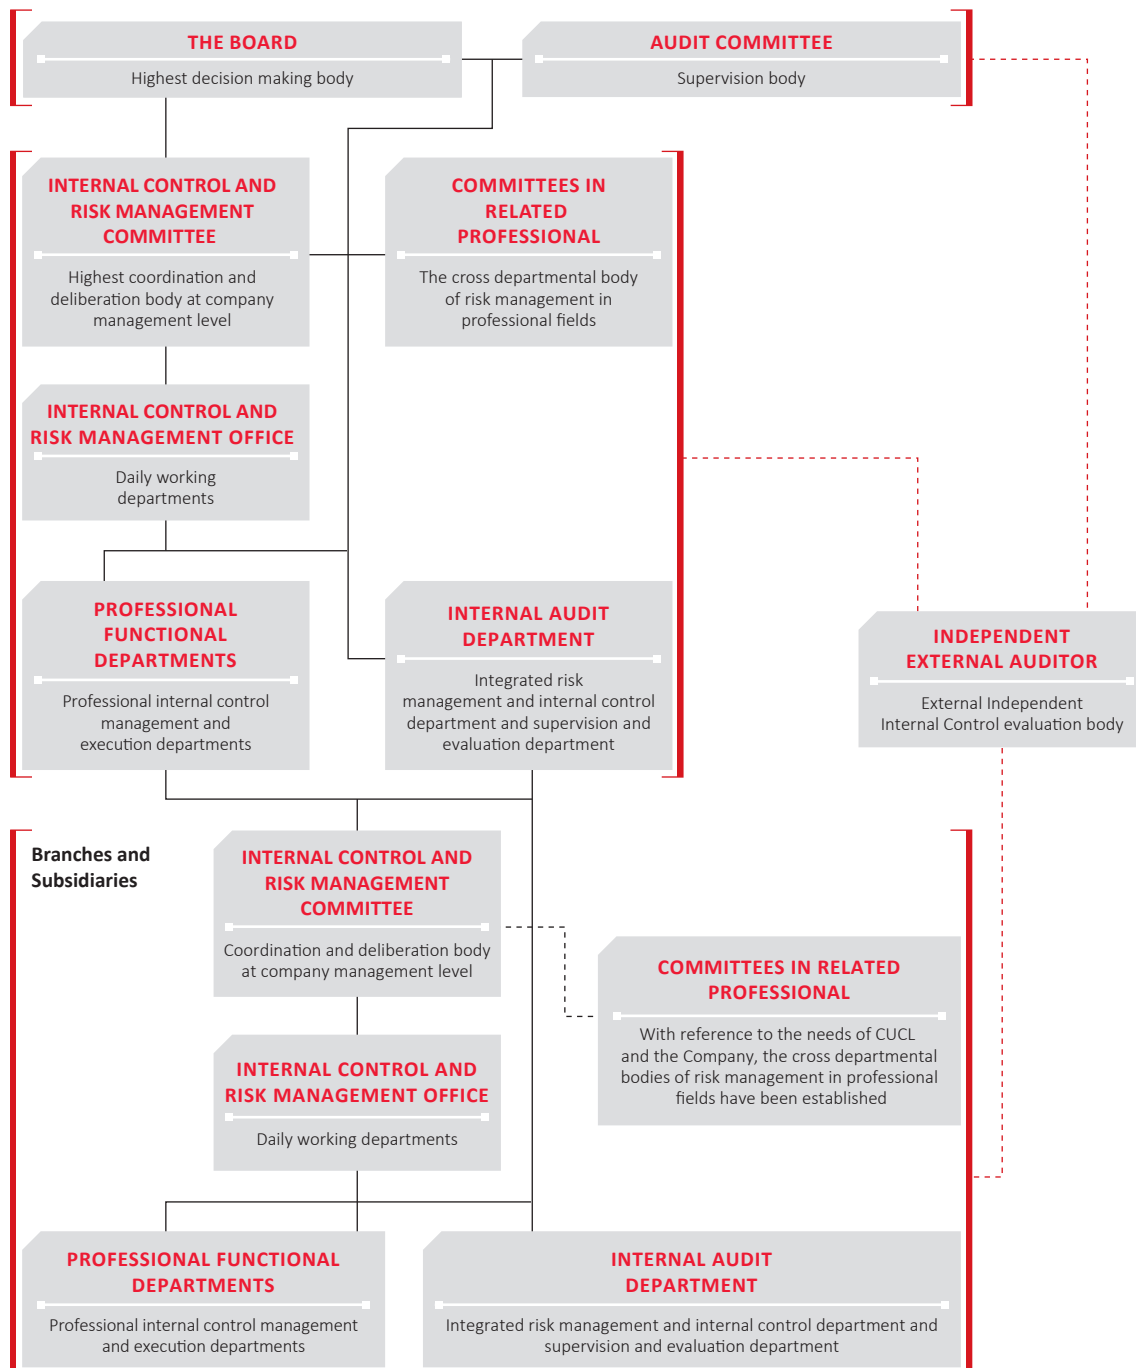 THE BOARD
Highest decision making body
AUDIT COMMITTEE
Supervision body
INTERNAL CONTROL AND
RISK MANAGEMENT
COMMITTEE
Highest coordination and
deliberation body at company
management level
COMMITTEES IN
RELATED
PROFESSIONAL
The cross departmental body
of risk management in
professional fields
INTERNAL CONTROL AND
RISK MANAGEMENT OFFICE
Daily working
departments
PROFESSIONAL
FUNCTIONAL
DEPARTMENTS
Professional internal control
management and
execution departments
INTERNAL AUDIT
DEPARTMENT
Integrated risk
management and internal control
department and supervision and
evaluation department
INDEPENDENT
EXTERNAL AUDITOR
External Independent
Internal Control evaluation body
Branches and
Subsidiaries
INTERNAL CONTROL AND
RISK MANAGEMENT
COMMITTEE
Coordination and deliberation body
at company management level
COMMITTEES IN RELATED
PROFESSIONAL
With reference to the needs of CUCL
and the Company, the cross departmental
bodies of risk management in professional
fields have been established
INTERNAL CONTROL AND
RISK MANAGEMENT OFFICE
Daily working departments
PROFESSIONAL FUNCTIONAL
DEPARTMENTS
Professional internal control management
and execution departments
INTERNAL AUDIT
DEPARTMENT
Integrated risk management and internal control department and
supervision and evaluation department